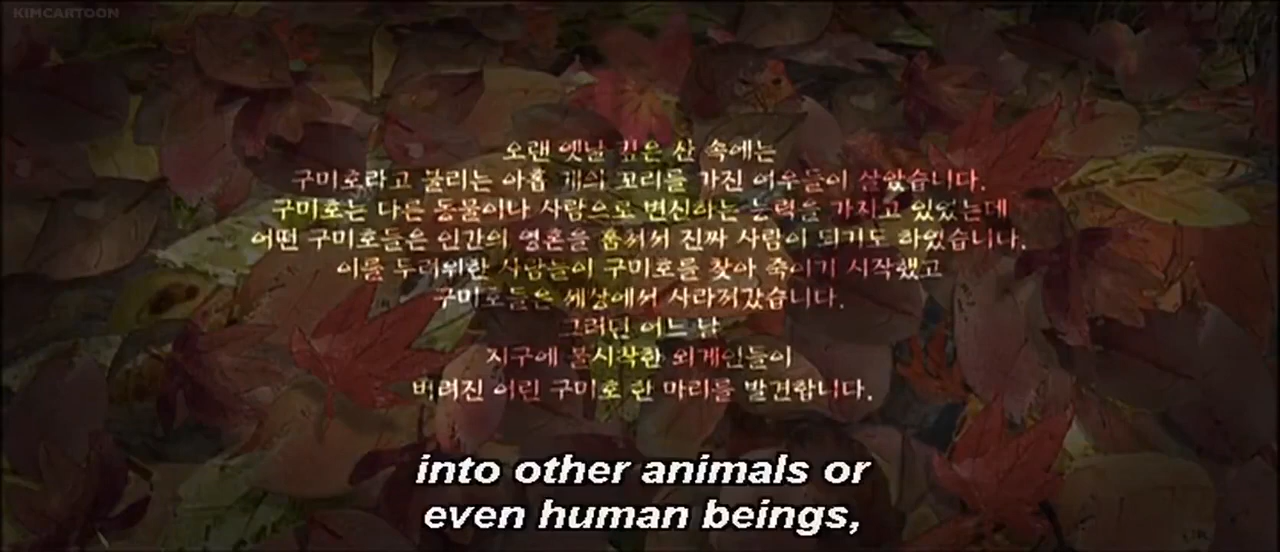 KIMCARTOON
오랜 옛날 깊은 산 속에는
구미호라고 불리는 아홉 개의 꼬리를 가진 여우들이 살았습니다.
구미호는 다른 동물이나 사람으로 변신하는 능력을 가지고 있었는데
어떤 구미호들은 인간의 영혼을 훔쳐서 진짜 사람이 되기도 하였습니다.
이를 두려워한 사람들이 구미호를 찾아 죽이기 시작했고
구미호들은 세상에서 사라져갔습니다.
그러던 어느 날
지구에 불시착한 외계인들이
버려진 어린 구미호 한 마리를 발견합니다.
into other animals or
even human beings,